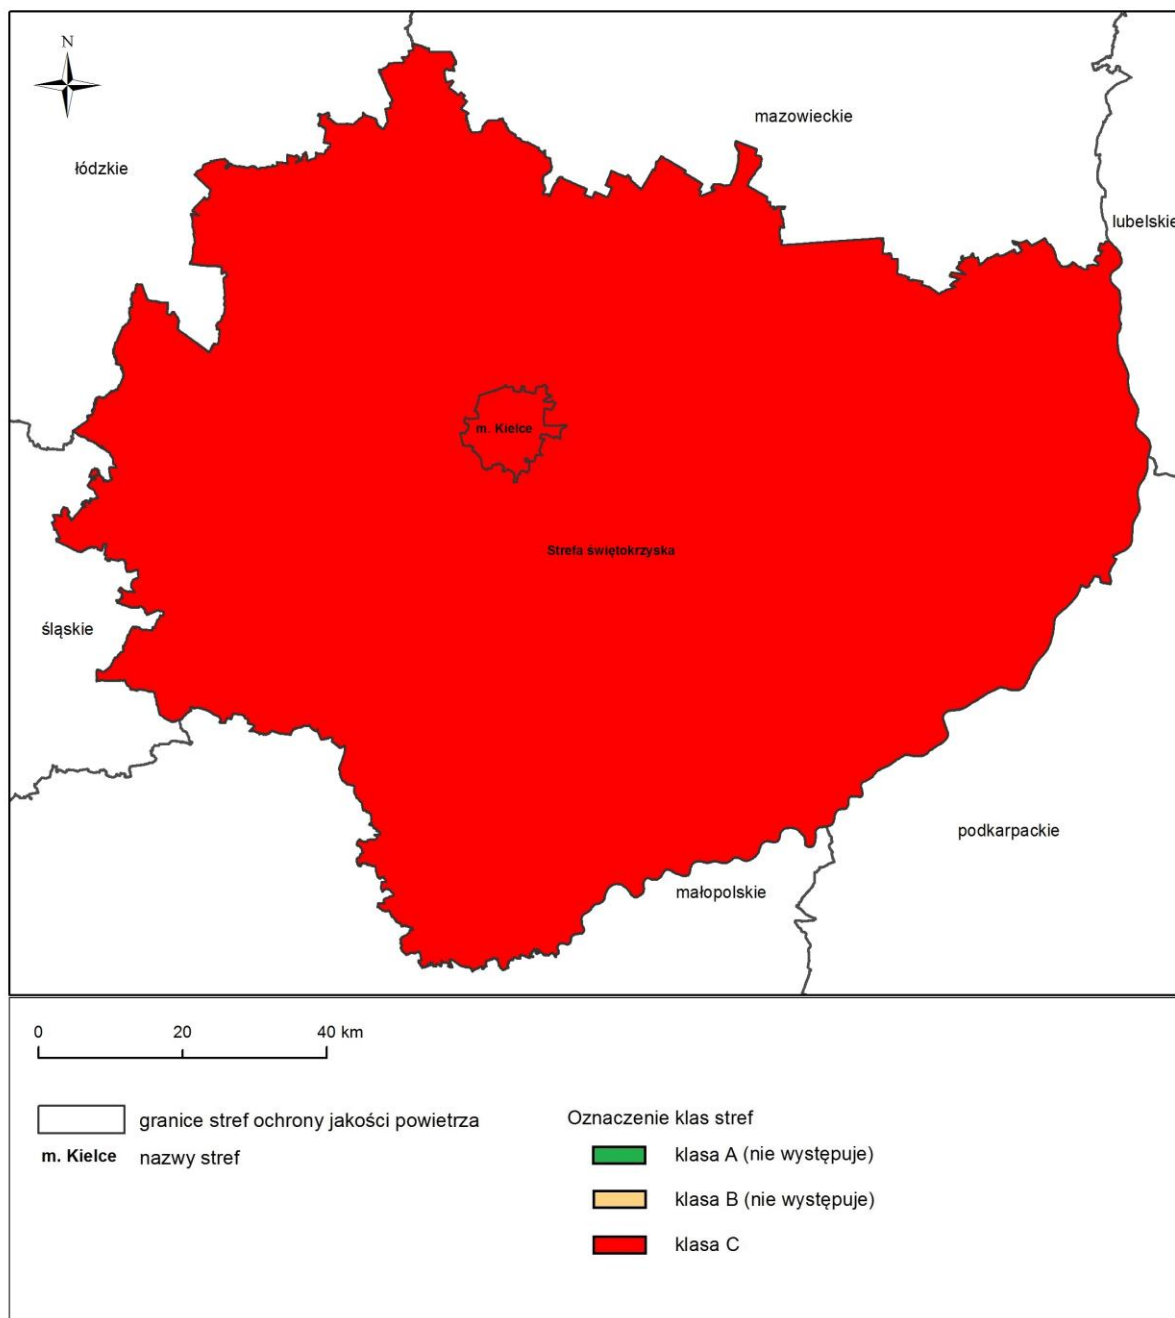 N
mazowieckie
łódzkie
lubelskie
m. Kielce
Strefa świętokrzyska
śląskie
podkarpackie
małopolskie
0 20 40 km
granice stref ochrony jakości powietrza
m. Kielce nazwy stref
Oznaczenie klas stref
klasa A (nie występuje)
klasa B (nie występuje)
klasa C